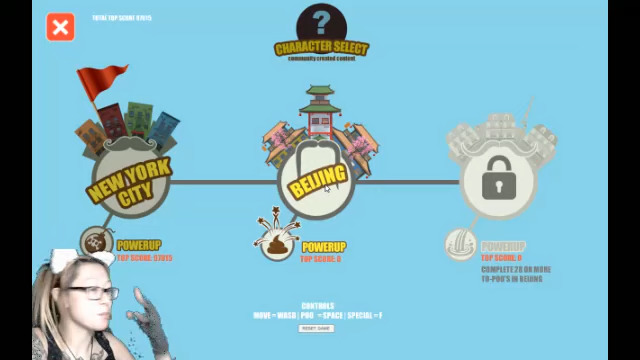 TOTAL TOP SCORE 97015
?
CHARACTER SELECT
community created content
NEW YORK
CITY
BEIJING
POWERUP
TOP SCORE: 97015
POWERUP
TOP SCORE: 0
POWERUP
TOP SCORE: 0
COMPLETE 20 OR MORE
TO-POO'S IN BEIJING
CONTROLS
MOVE=WASD | POO =SPACE | SPECIAL=F
RESET GAME